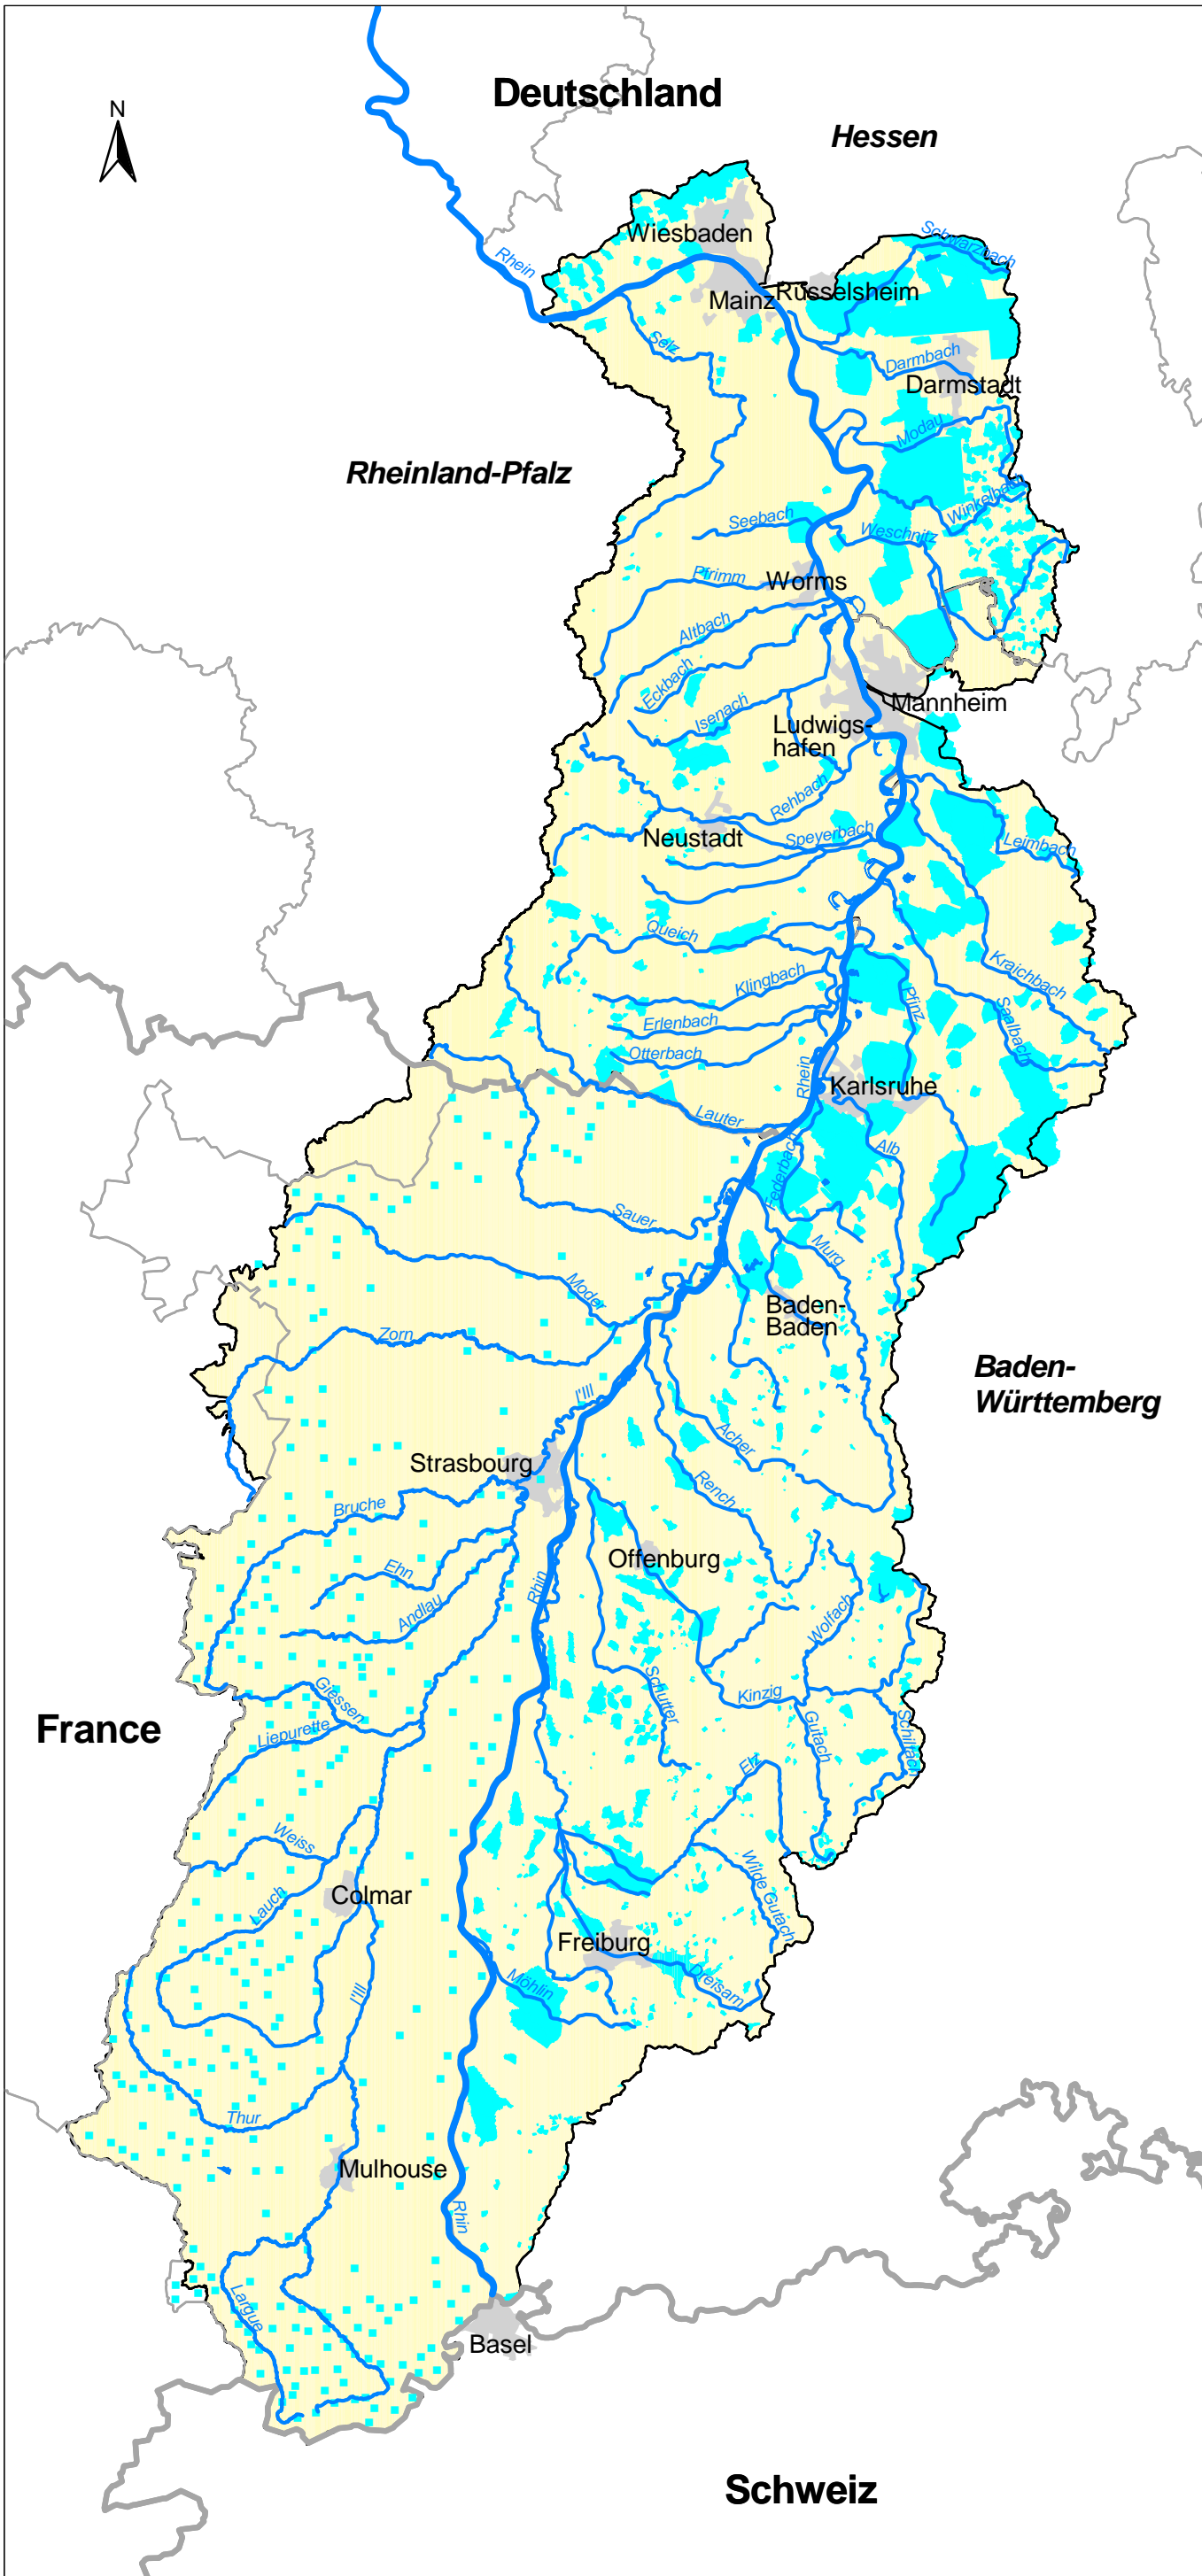 Deutschland
N
Hessen
Schwarzbach
Wiesbaden
Rhein
Rüsselsheim
Mainz
Selz
Darmbach
Darmstadt
Modau
Rheinland-Pfalz
Winkelbach
Seebach
Weschnitz
Pfrimm
Worms
Altbach
Eckbach
Isenach
Mannheim
Ludwigs-
hafen
Rehbach
Speyerbach
Neustadt
Leimbach
Queich
Kraichbach
Klingbach
Pfinz
Saalbach
Erlenbach
Otterbach
Rhein
Karlsruhe
Lauter
Alb
Federbach
Sauer
Murg
Moder
Baden-
Baden
Zorn
Baden-
Württemberg
l'Ill
Acher
Strasbourg
Rench
Bruche
Offenburg
Ehn
Rhin
Andlau
Wolfach
Schutter
Giessen
Kinzig
France
Liepurette
Gutach
Schiltach
Elz
Weiss
Wilde Gutach
Colmar
Lauch
Freiburg
Möhlin
Dreisam
l'Ill
Thur
Mulhouse
Rhin
Largue
Basel
Schweiz